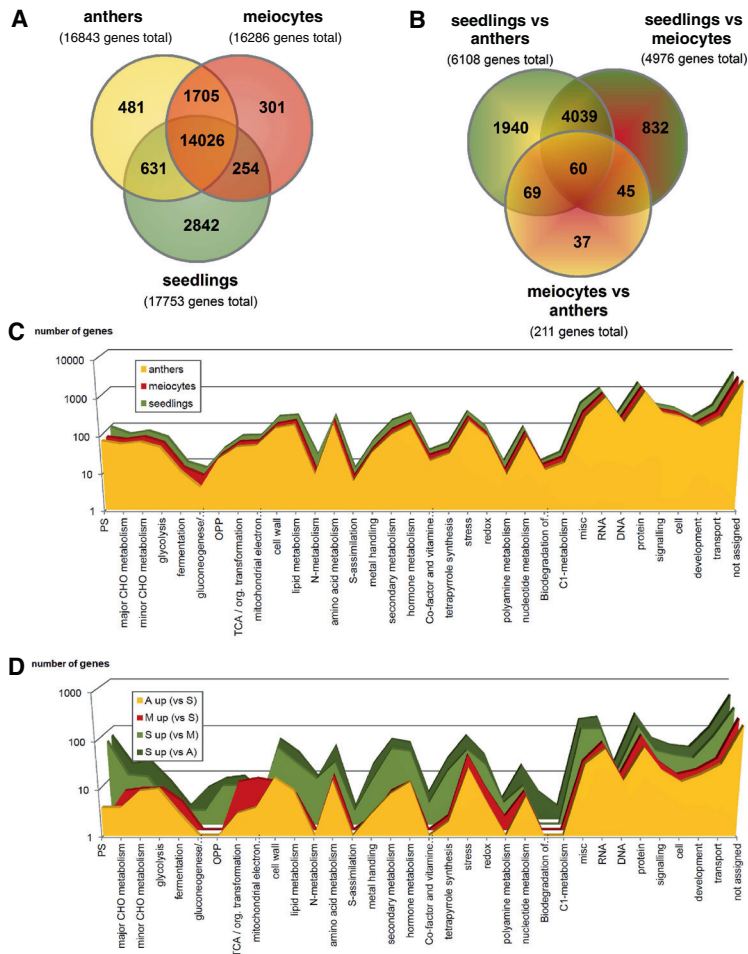 A
anthers
(16843 genes total)
meiocytes
(16286 genes total)
481
1705
301
14026
631
254
2842
seedlings
(17753 genes total)
B
seedlings vs
anthers
(6108 genes total)
seedlings vs
meiocytes
(4976 genes total)
1940
4039
832
60
69
45
37
meiocytes vs
anthers
(211 genes total)
C
number of genes
10000
1000
100
10
1
anthers
meiocytes
seedlings
PS
major CHO metabolism
minor CHO metabolism
glycolysis
fermentation
gluconeogenese/..
OPP
TCA / org. transformation
mitochondrial electron..
cell wall
lipid metabolism
N-metabolism
amino acid metabolism
S-assimilation
metal handling
secondary metabolism
hormone metabolism
Co-factor and vitamine..
tetrapyrrole synthesis
stress
redox
polyamine metabolism
nucleotide metabolism
Biodegradation of..
C1-metabolism
misc
RNA
DNA
protein
signalling
cell
development
transport
not assigned
D
number of genes
1000
100
10
1
A up (vs S)
M up (vs S)
S up (vs M)
S up (vs A)
PS
major CHO metabolism
minor CHO metabolism
glycolysis
fermentation
gluconeogenese/..
OPP
TCA / org. transformation
mitochondrial electron..
cell wall
lipid metabolism
N-metabolism
amino acid metabolism
S-assimilation
metal handling
secondary metabolism
hormone metabolism
Co-factor and vitamine..
tetrapyrrole synthesis
stress
redox
polyamine metabolism
nucleotide metabolism
Biodegradation of..
C1-metabolism
misc
RNA
DNA
protein
signalling
cell
development
transport
not assigned